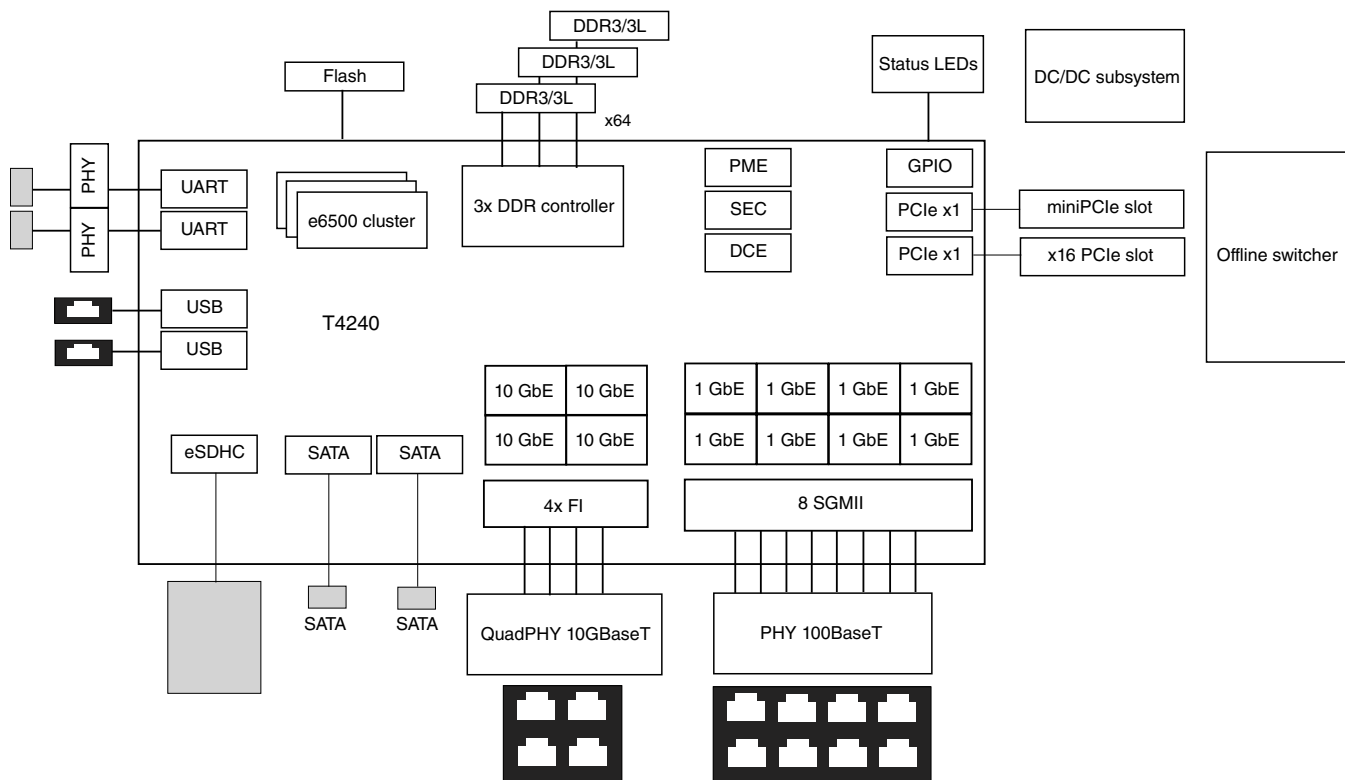 DDR3/3L
DDR3/3L
DDR3/3L
x64
Flash
Status LEDs
DC/DC subsystem
PHY
PHY
UART
UART
e6500 cluster
3x DDR controller
PME
SEC
DCE
GPIO
PCIe x1
PCIe x1
miniPCIe slot
x16 PCIe slot
Offline switcher
USB
USB
T4240
10 GbE 10 GbE
10 GbE 10 GbE
1 GbE 1 GbE 1 GbE 1 GbE
1 GbE 1 GbE 1 GbE 1 GbE
eSDHC
SATA
SATA
4x FI
8 SGMII
SATA
SATA
QuadPHY 10GBaseT
PHY 100BaseT